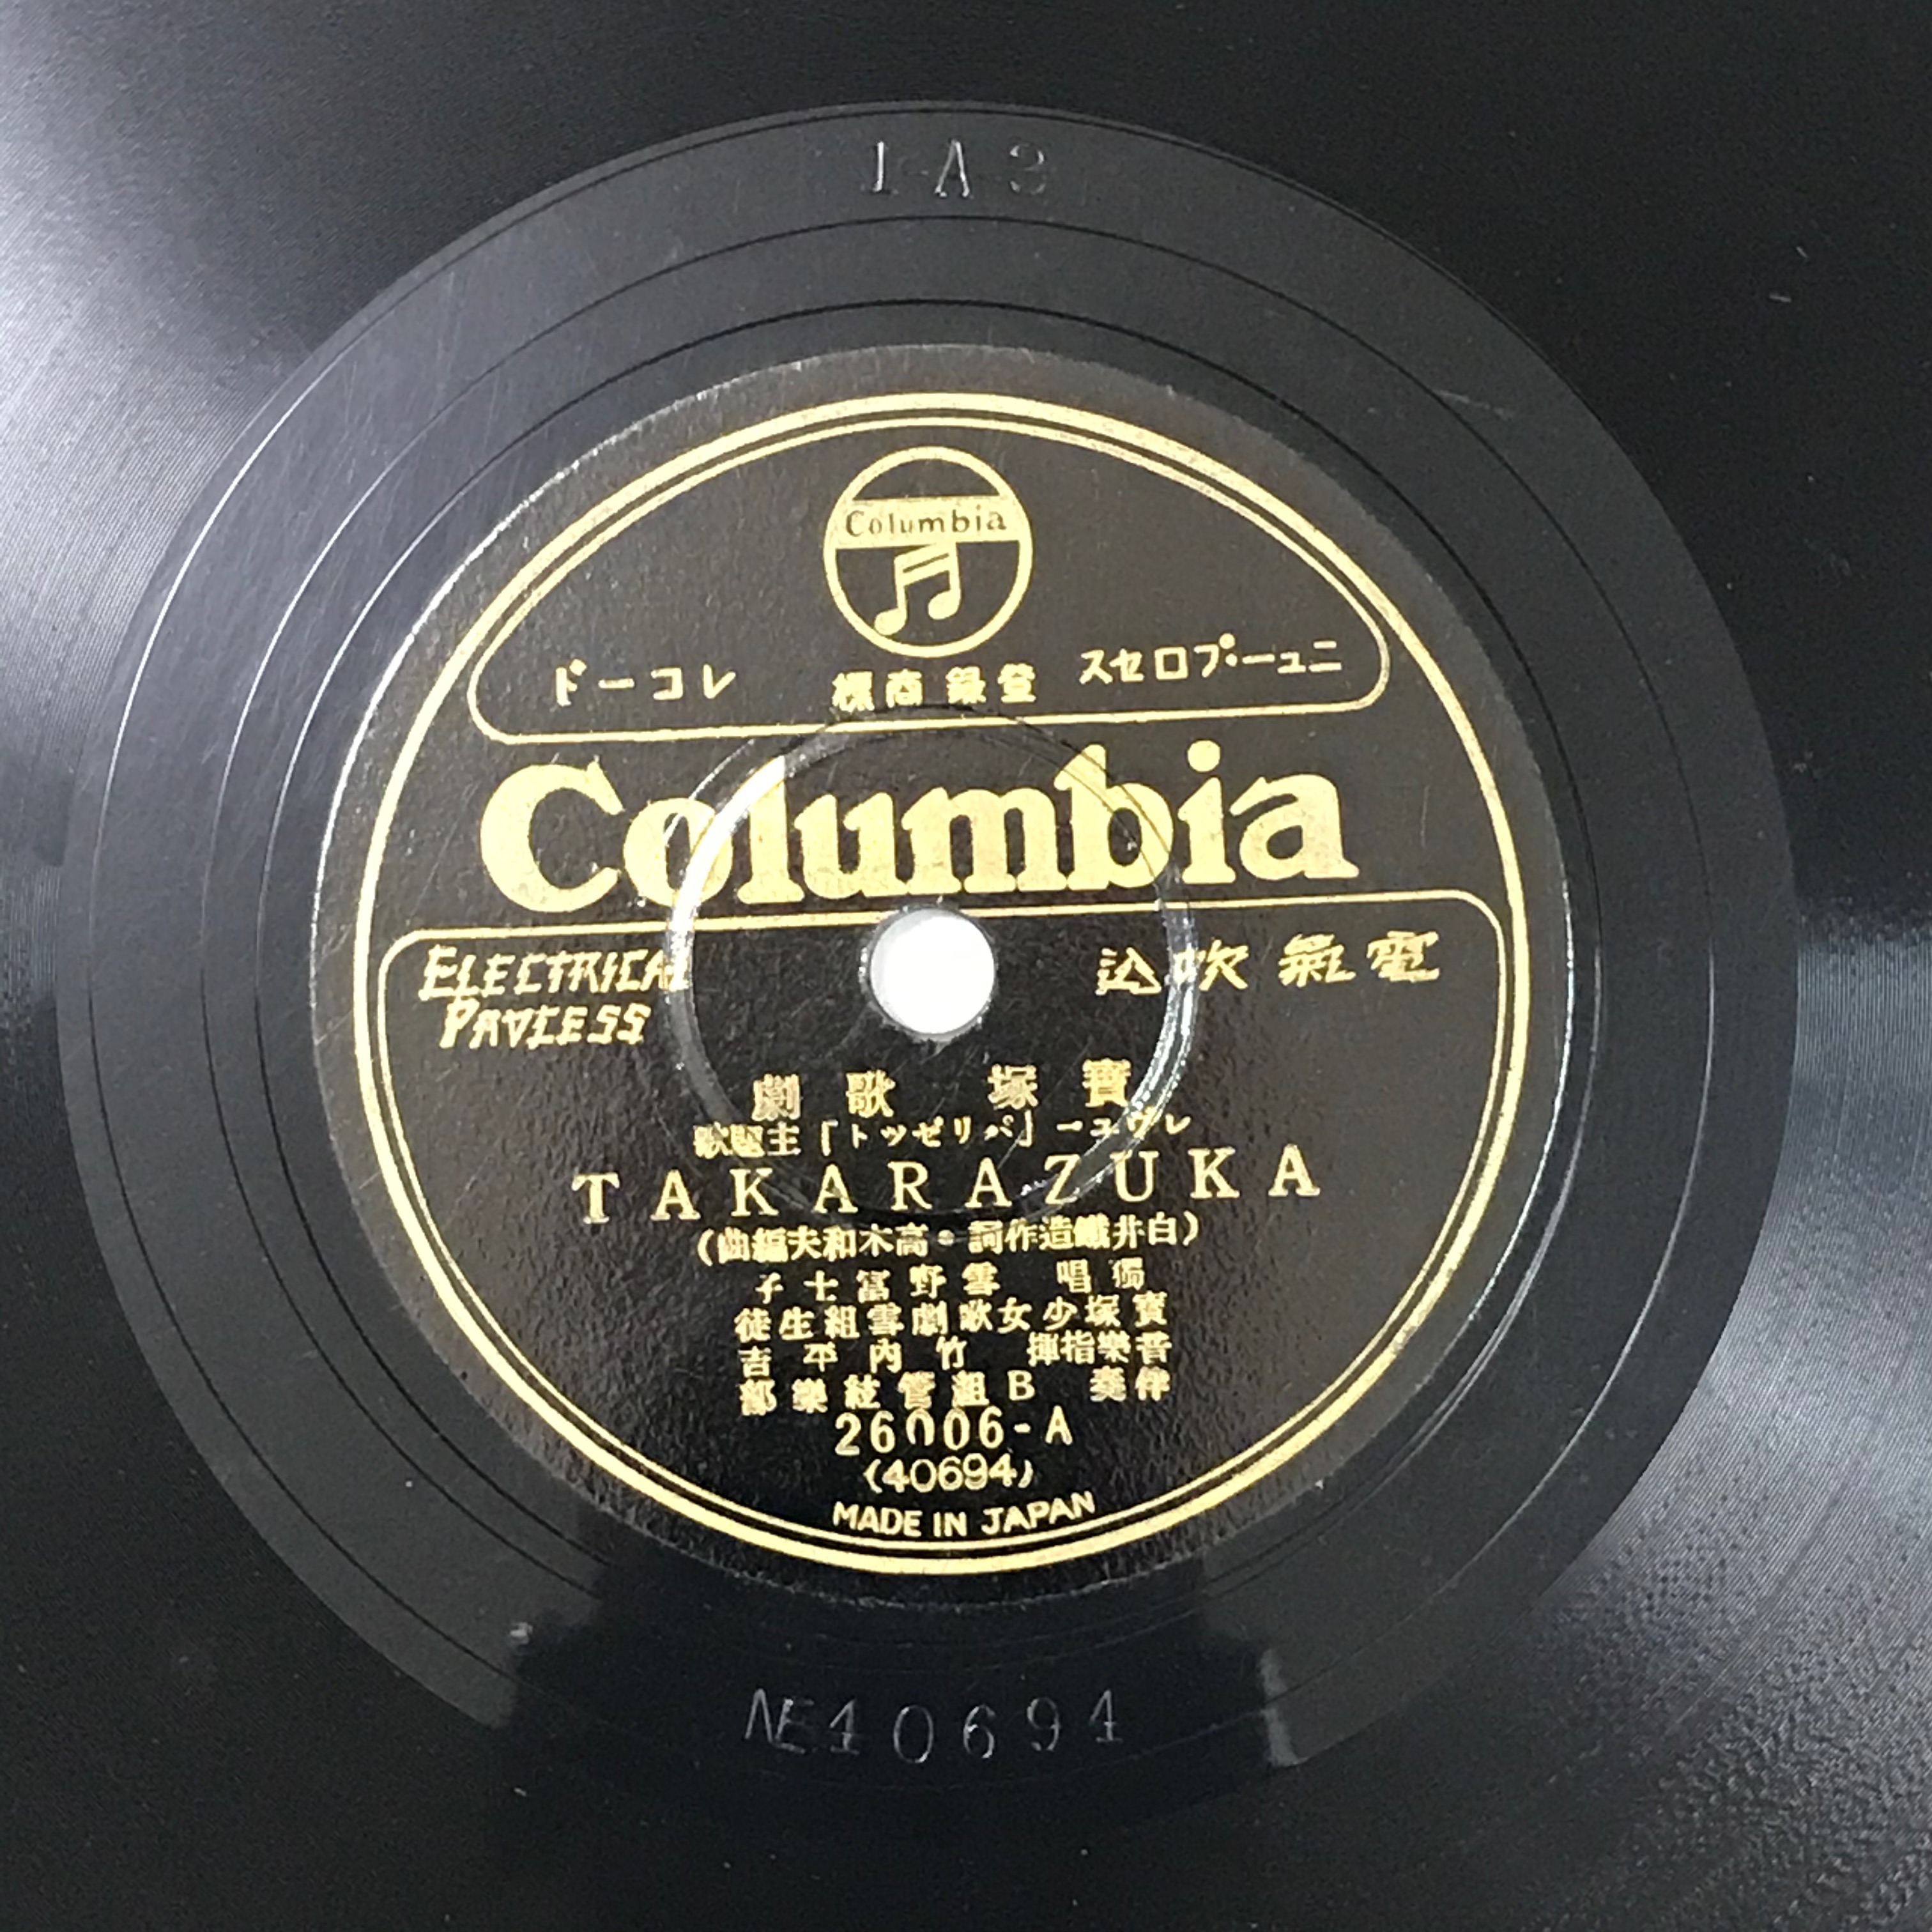 1A3
Columbia
ニュー・プロセス 登録商標 レコード
Columbia
ELECTRICAL
PROCESS
電氣吹込
寶塚歌劇
レヴュー「パリゼット」主題歌
TAKARAZUKA
(白井鐵造作詞・高木和夫編曲)
獨唱 雪野富士子
寶塚少女歌劇雪組生徒
音樂指揮 竹内平吉
伴奏 B組管絃樂部
26006-A
(40694)
MADE IN JAPAN
NE40694